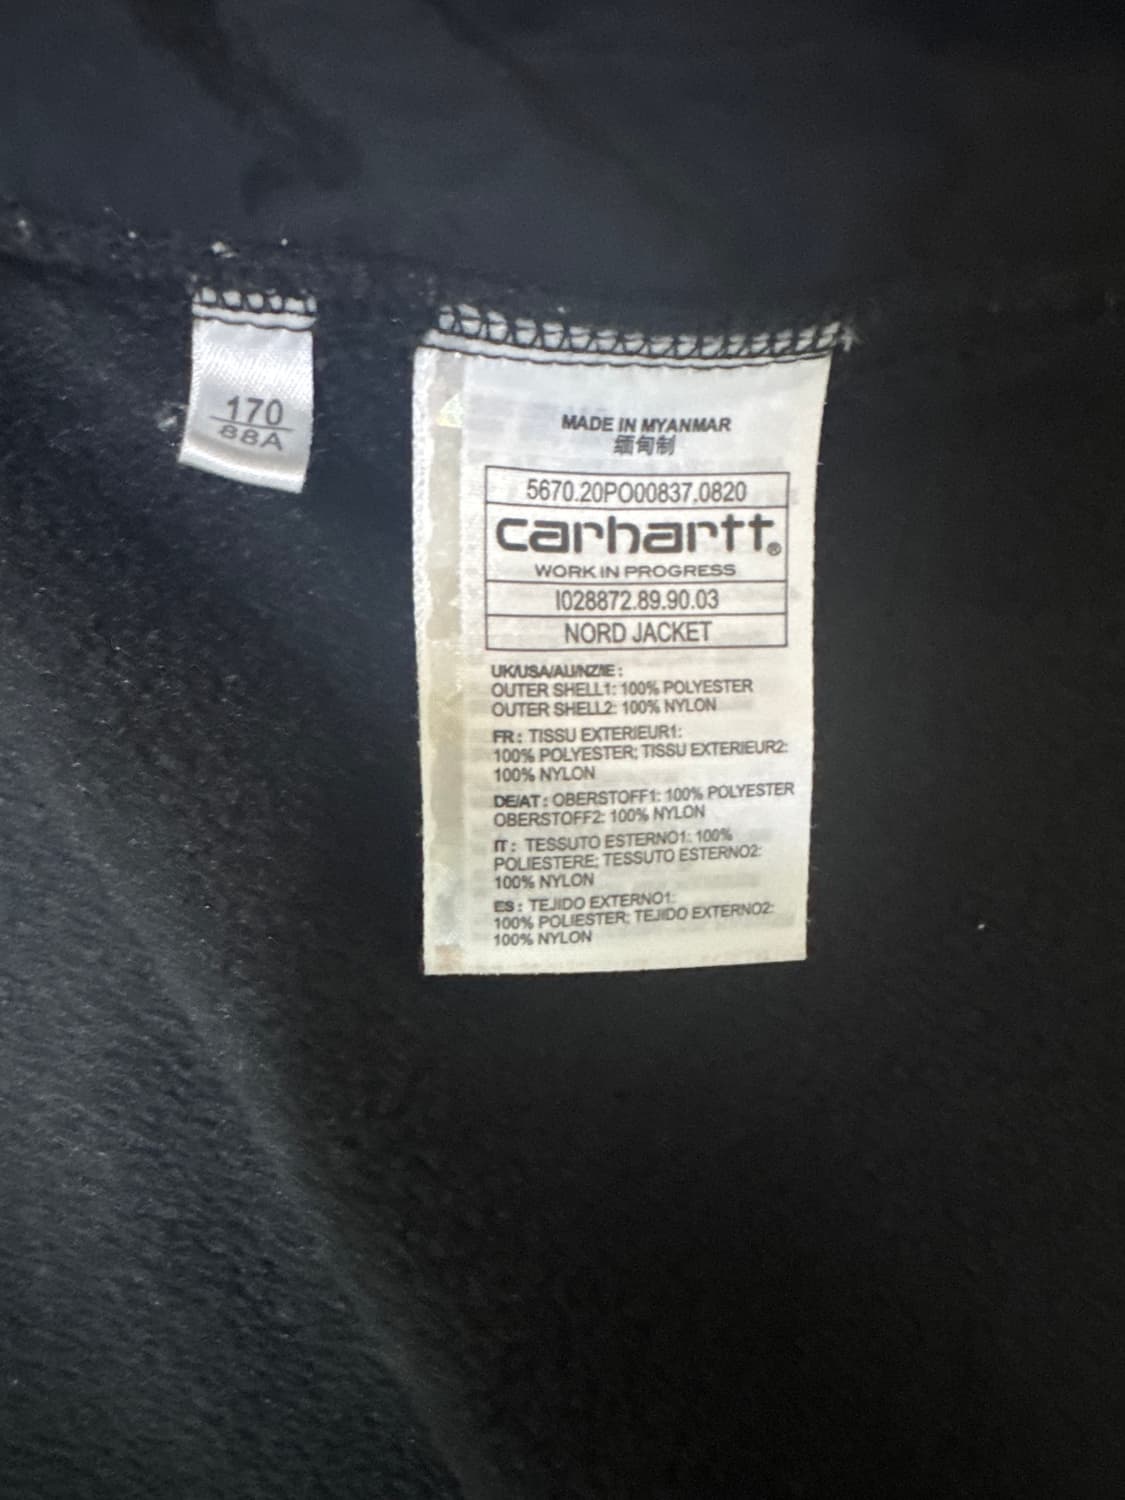 170
88A
MADE IN MYANMAR
缅甸制
5670.20PO00837.0820
carhartt®
WORK IN PROGRESS
I028872.89.90.03
NORD JACKET
UK/USA/AU/NZ/IE:
OUTER SHELL1: 100% POLYESTER
OUTER SHELL2: 100% NYLON
FR: TISSU EXTERIEUR1:
100% POLYESTER; TISSU EXTERIEUR2:
100% NYLON
DE/AT: OBERSTOFF1: 100% POLYESTER
OBERSTOFF2: 100% NYLON
IT: TESSUTO ESTERNO1: 100%
POLIESTERE; TESSUTO ESTERNO2:
100% NYLON
ES: TEJIDO EXTERNO1:
100% POLIESTER; TEJIDO EXTERNO2:
100% NYLON